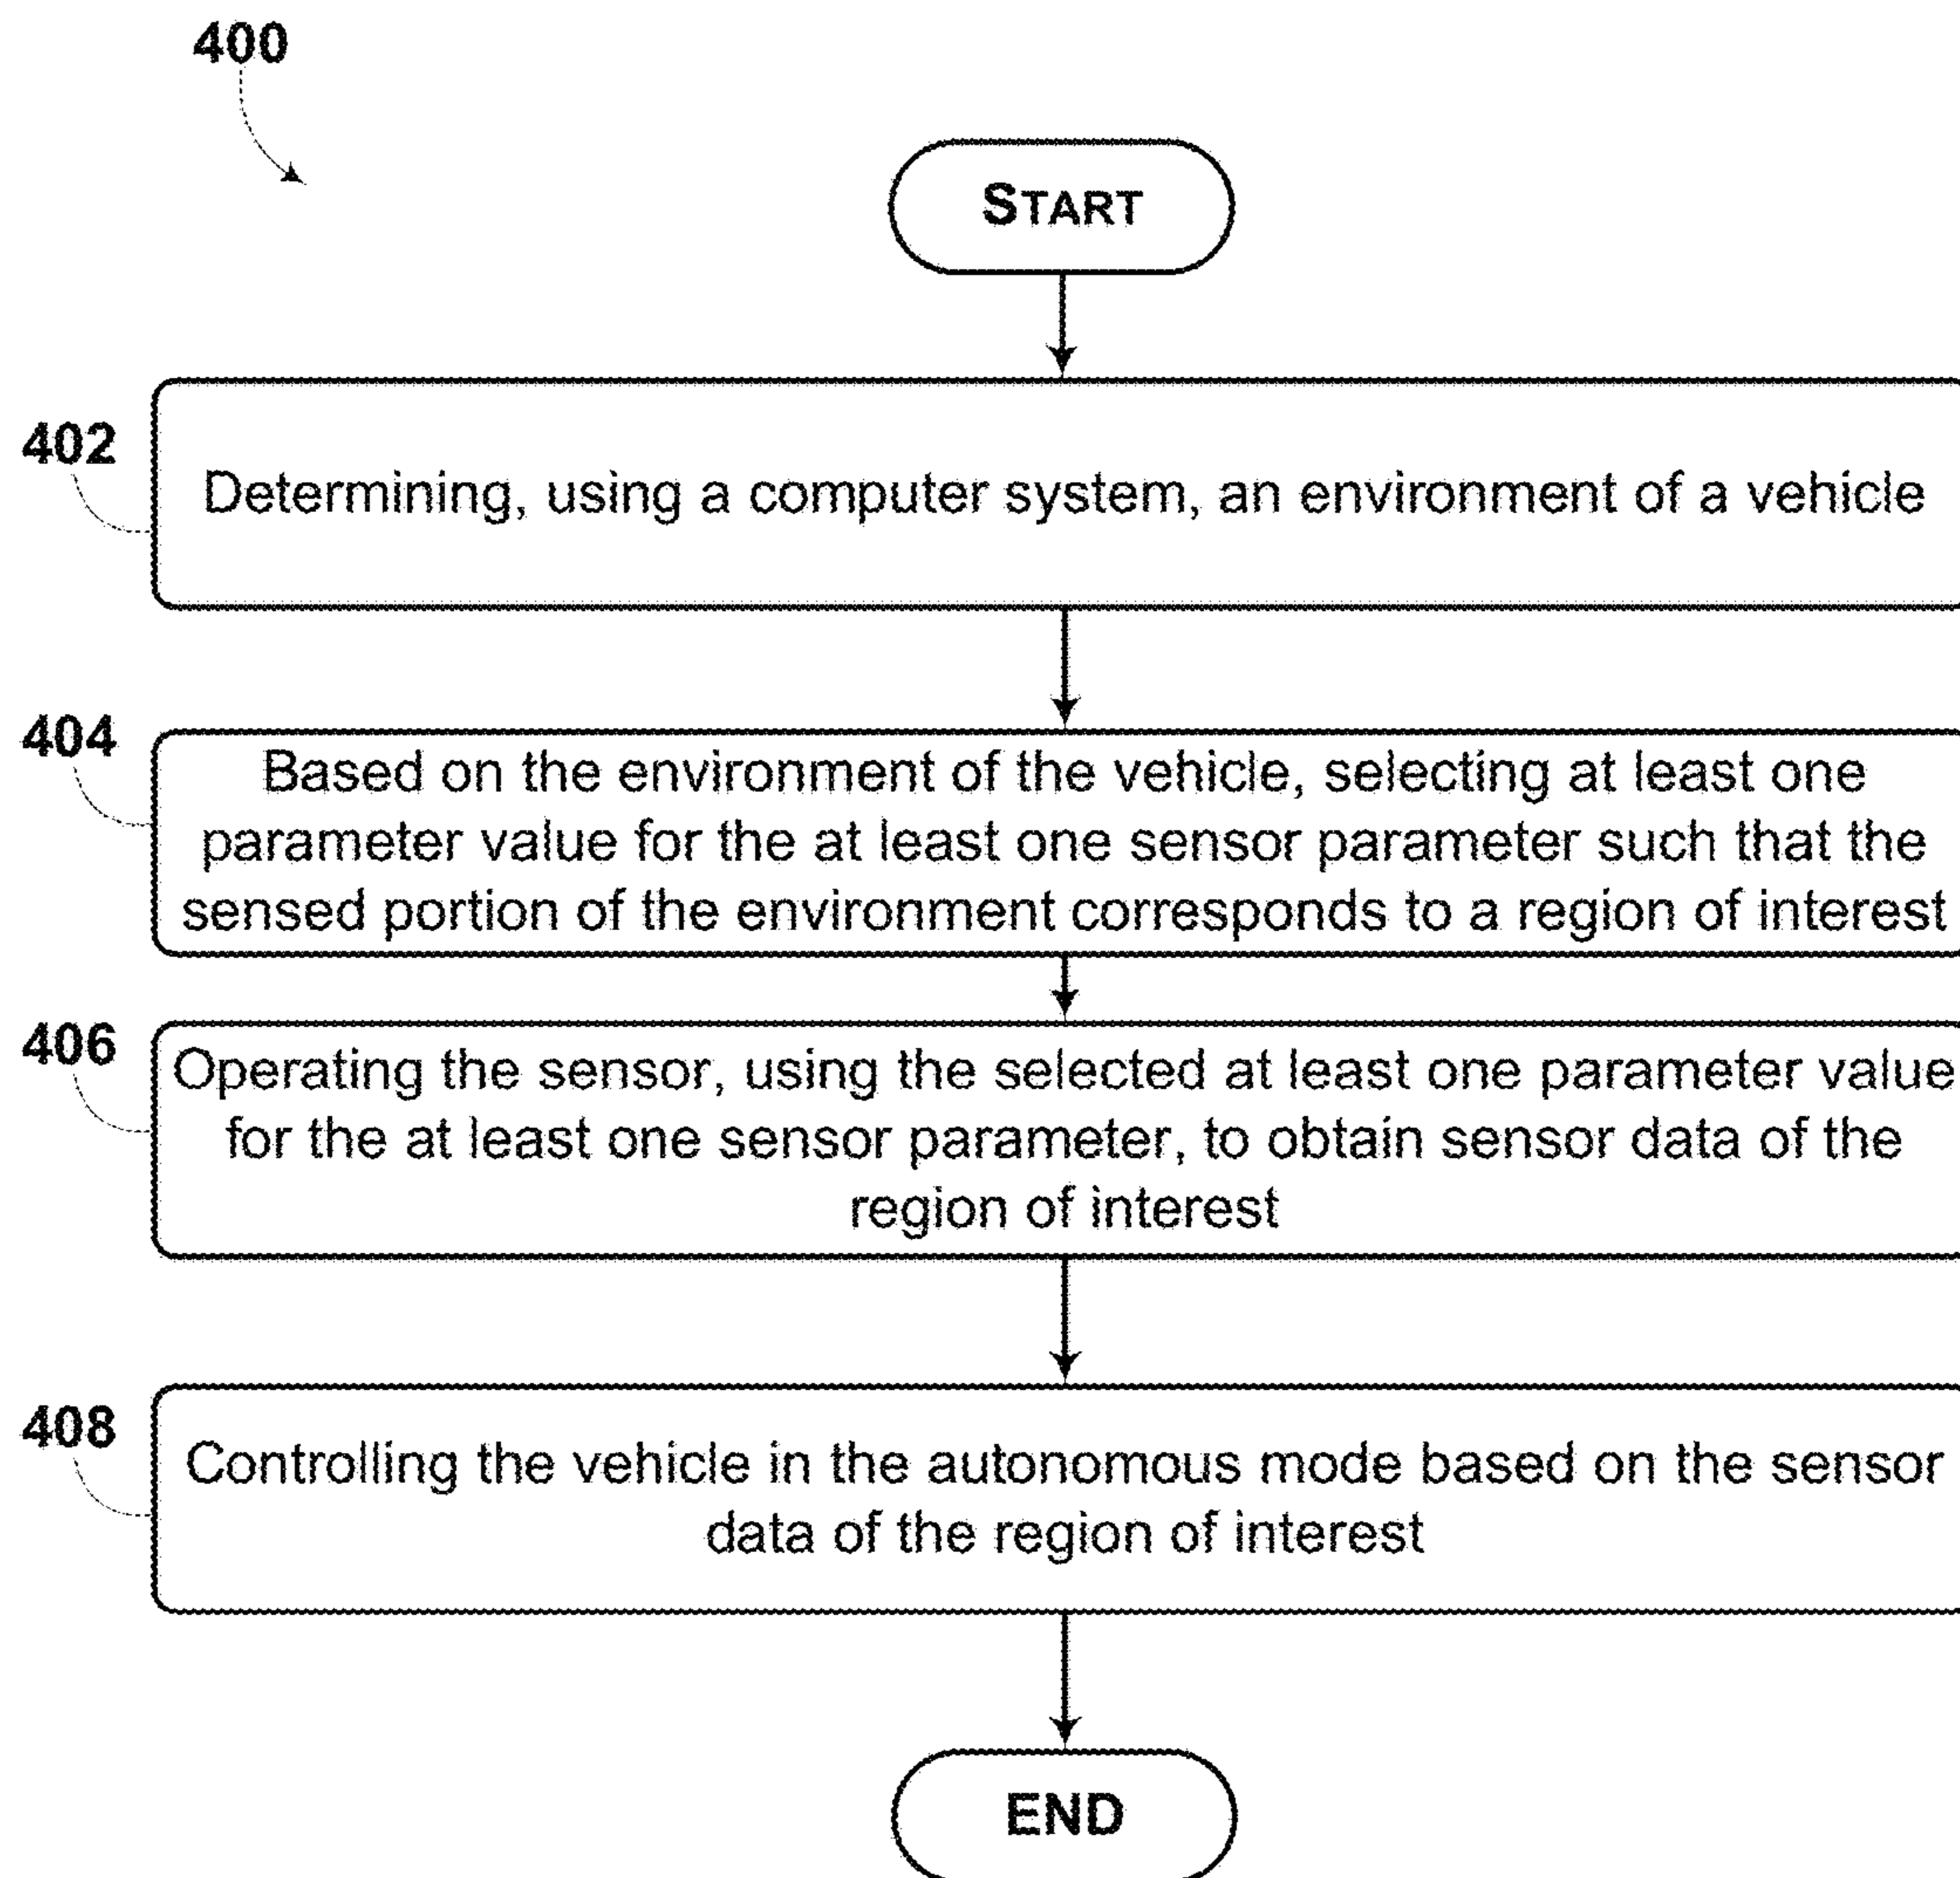 400
START
402
Determining, using a computer system, an environment of a vehicle
404
Based on the environment of the vehicle, selecting at least one
parameter value for the at least one sensor parameter such that the
sensed portion of the environment corresponds to a region of interest
406
Operating the sensor, using the selected at least one parameter value
for the at least one sensor parameter, to obtain sensor data of the
region of interest
408
Controlling the vehicle in the autonomous mode based on the sensor
data of the region of interest
END